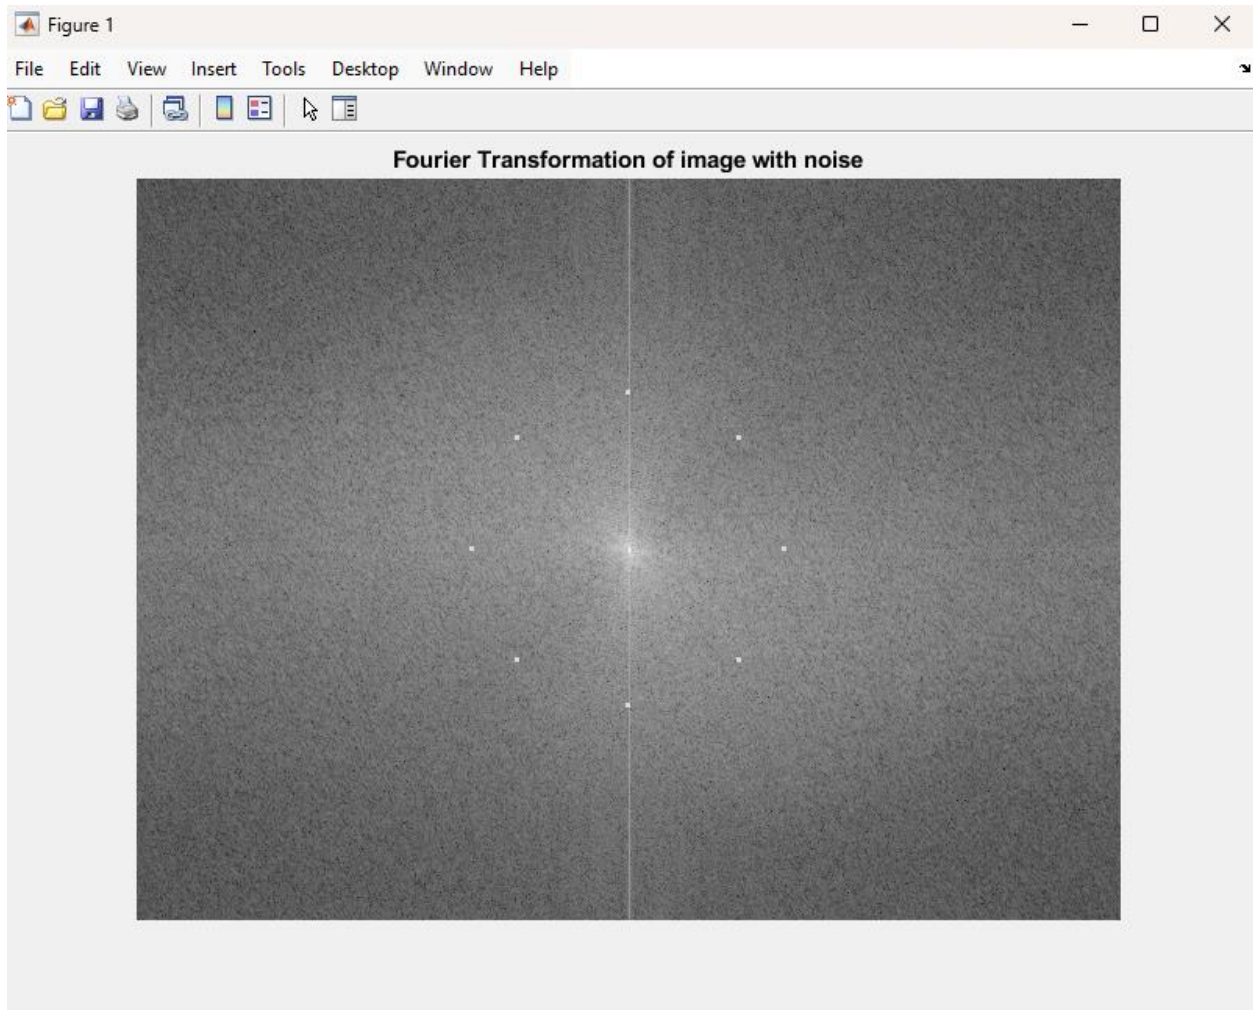 Figure 1
File Edit View Insert Tools Desktop Window Help
Fourier Transformation of image with noise